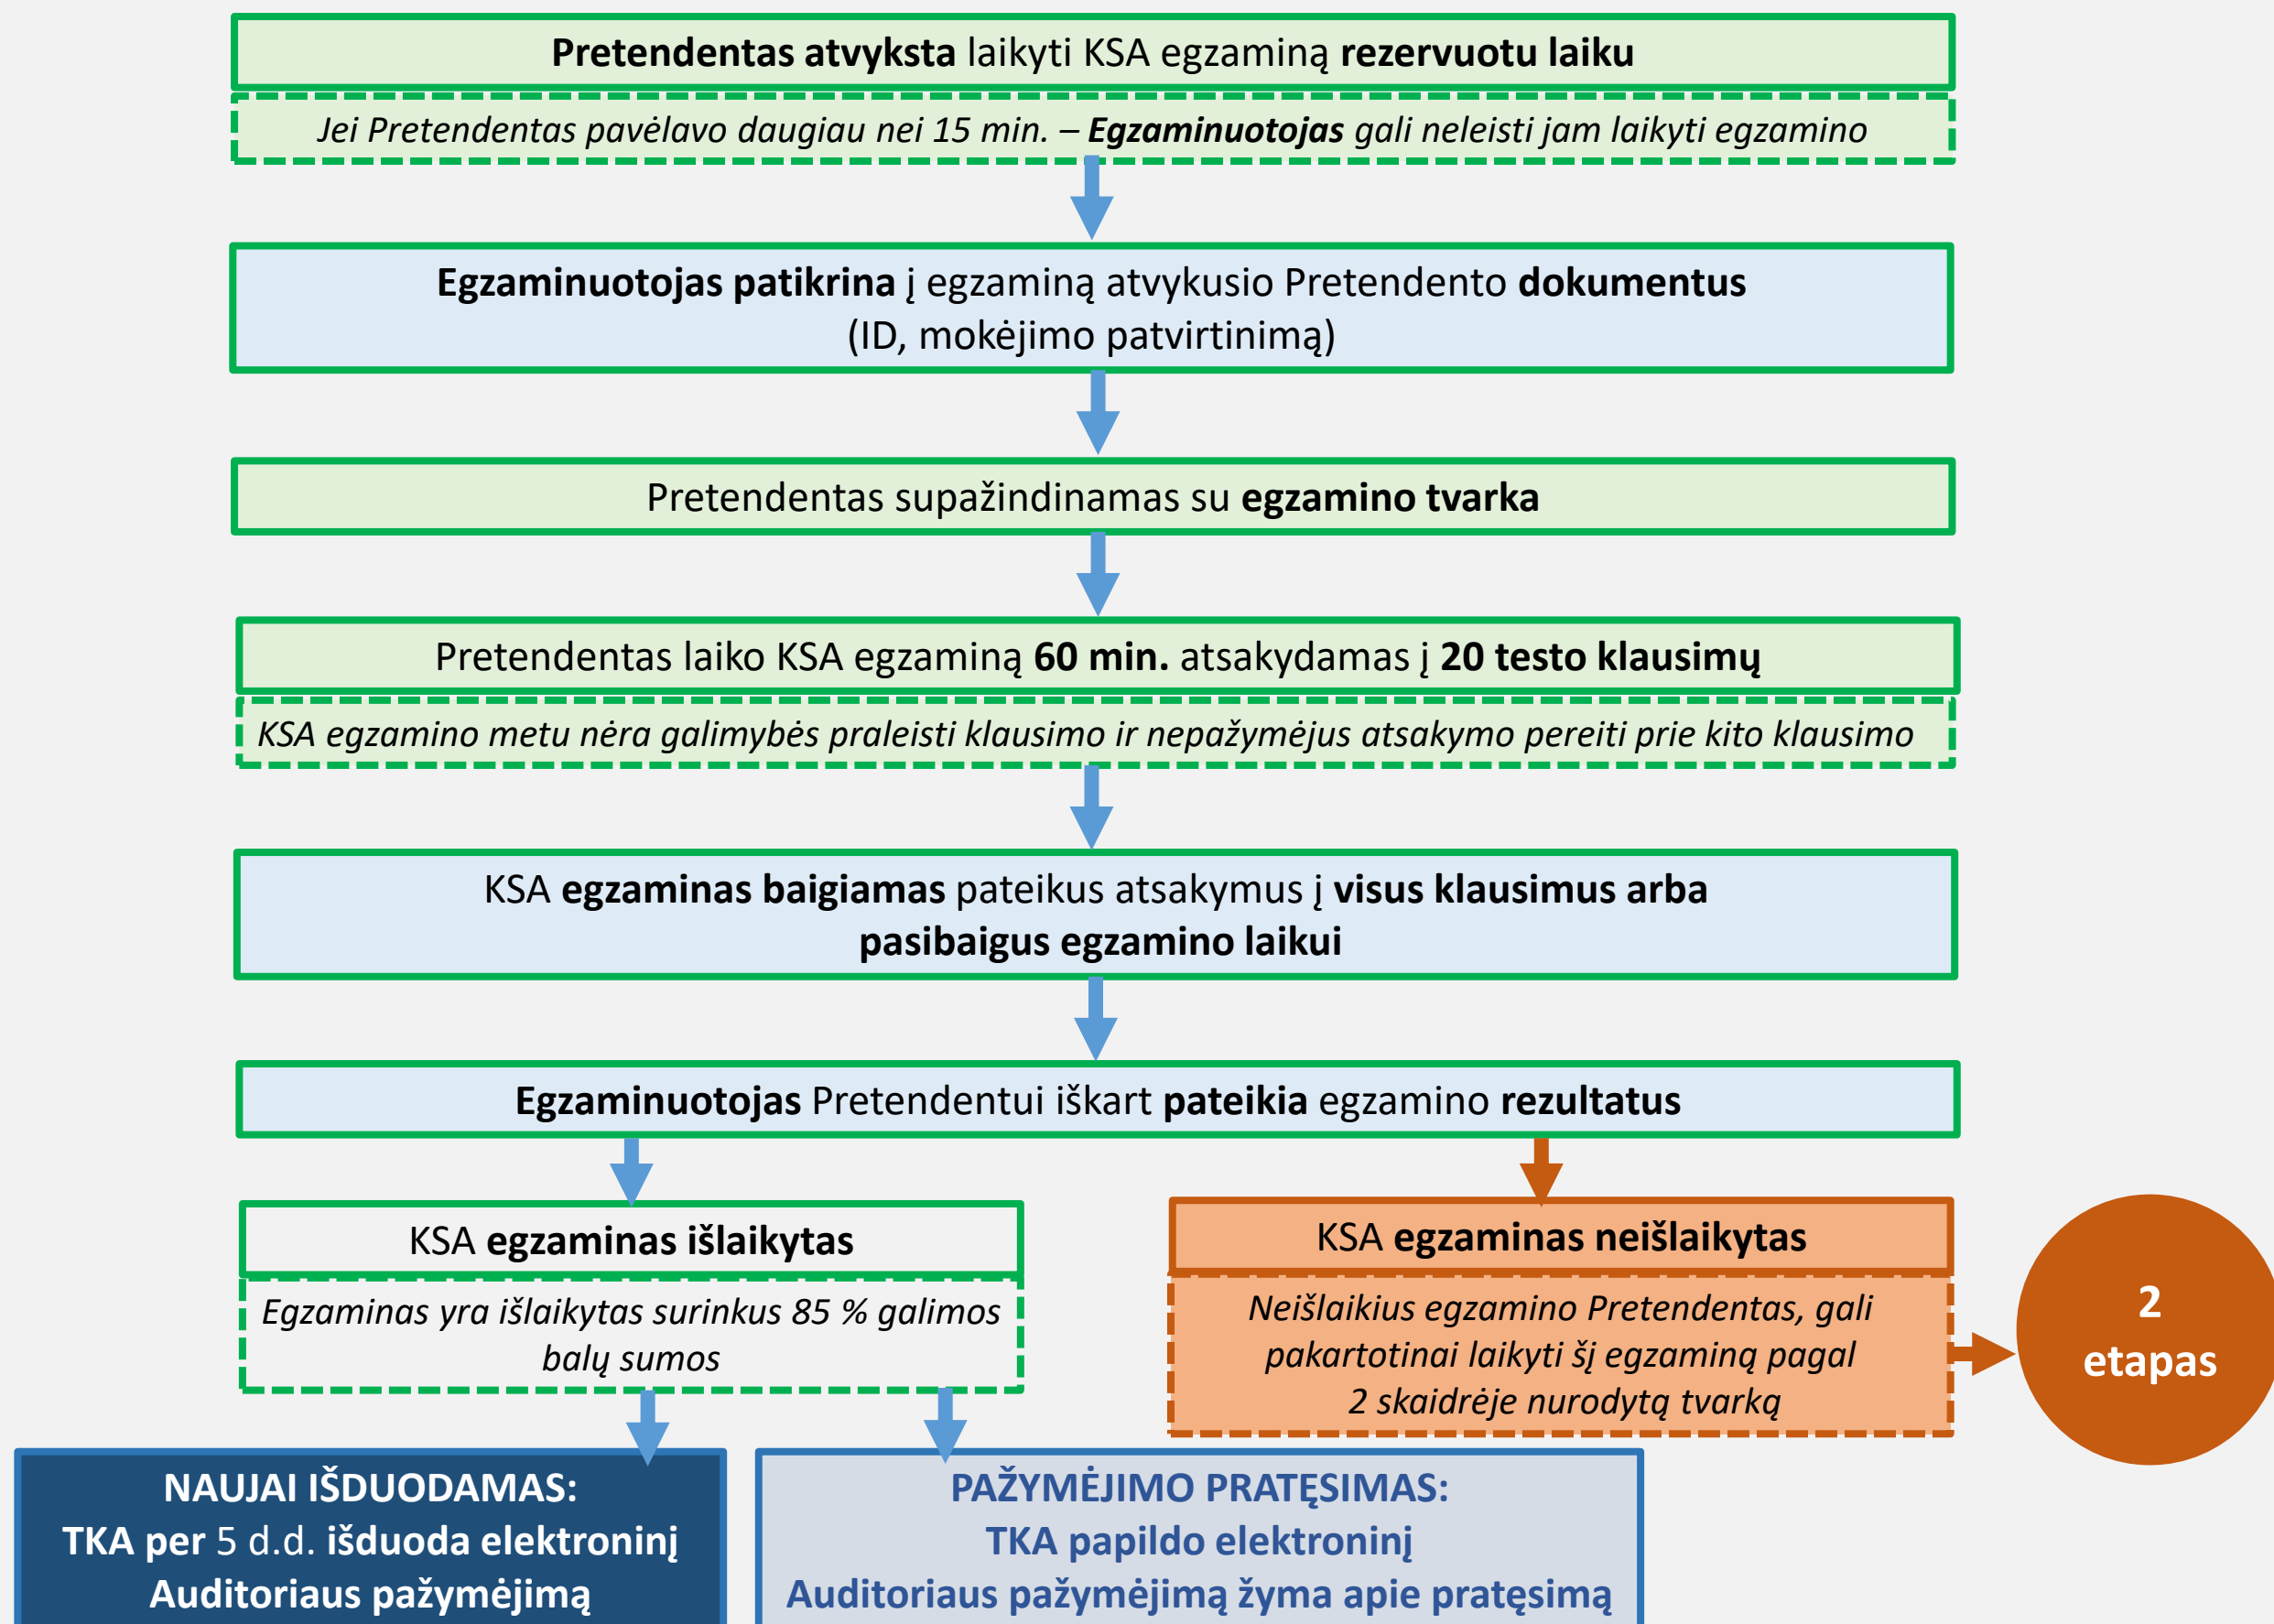 Pretendentas atvyksta laikyti KSA egzaminą rezervuotu laiku
Jei Pretendentas pavėlavo daugiau nei 15 min. – Egzaminuotojas gali neleisti jam laikyti egzamino
Egzaminuotojas patikrina į egzaminą atvykusio Pretendento dokumentus
(ID, mokėjimo patvirtinimą)
Pretendentas supažindinamas su egzamino tvarka
Pretendentas laiko KSA egzaminą 60 min. atsakydamas į 20 testo klausimų
KSA egzamino metu nėra galimybės praleisti klausimo ir nepažymėjus atsakymo pereiti prie kito klausimo
KSA egzaminas baigiamas pateikus atsakymus į visus klausimus arba
pasibaigus egzamino laikui
Egzaminuotojas Pretendentui iškart pateikia egzamino rezultatus
KSA egzaminas išlaikytas
Egzaminas yra išlaikytas surinkus 85 % galimos
balų sumos
KSA egzaminas neišlaikytas
Neišlaikius egzamino Pretendentas, gali
pakartotinai laikyti šį egzaminą pagal
2 skaidrėje nurodytą tvarką
2
etapas
NAUJAI IŠDUODAMAS:
TKA per 5 d.d. išduoda elektroninį
Auditoriaus pažymėjimą
PAŽYMĖJIMO PRATĘSIMAS:
TKA papildo elektroninį
Auditoriaus pažymėjimą žyma apie pratęsimą